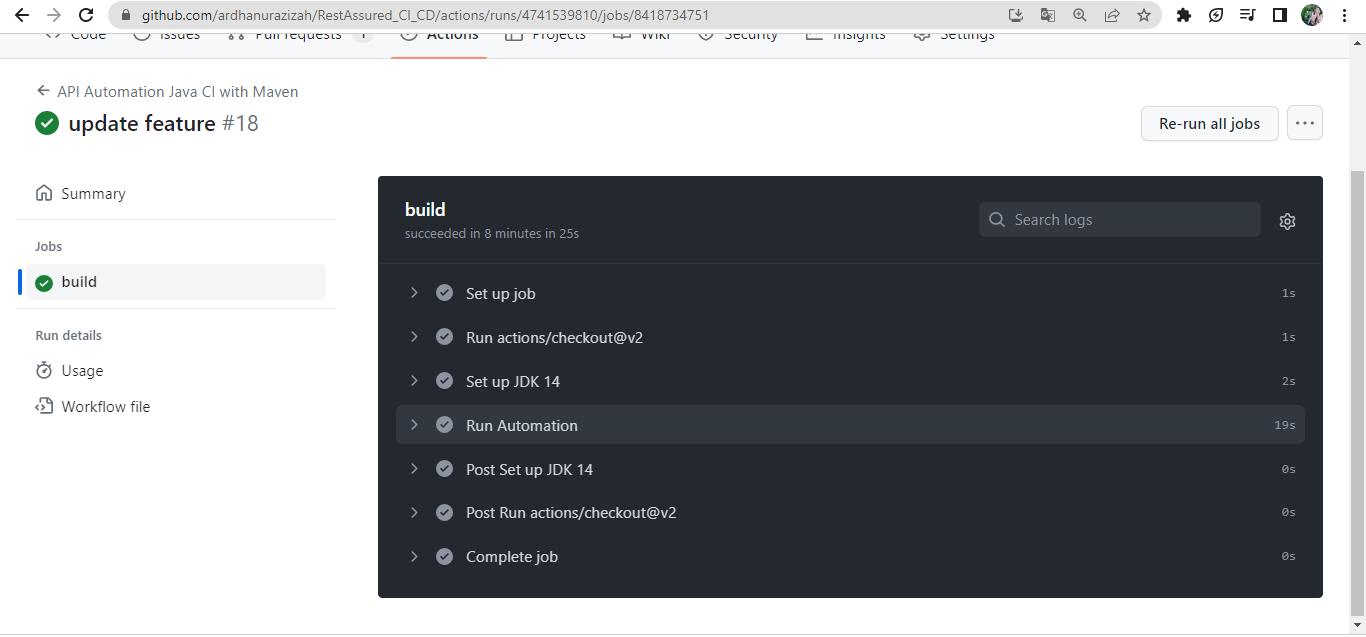 github.com/ardhanurazizah/RestAssured_CI_CD/actions/runs/4741539810/jobs/8418734751
Code Issues Pull requests 1 Actions Projects Wiki Security Insights Settings
API Automation Java CI with Maven
update feature #18
Re-run all jobs
Summary
Jobs
build
Run details
Usage
Workflow file
build
succeeded in 8 minutes in 25s
Search logs
Set up job 1s
Run actions/checkout@v2 1s
Set up JDK 14 2s
Run Automation 19s
Post Set up JDK 14 0s
Post Run actions/checkout@v2 0s
Complete job 0s